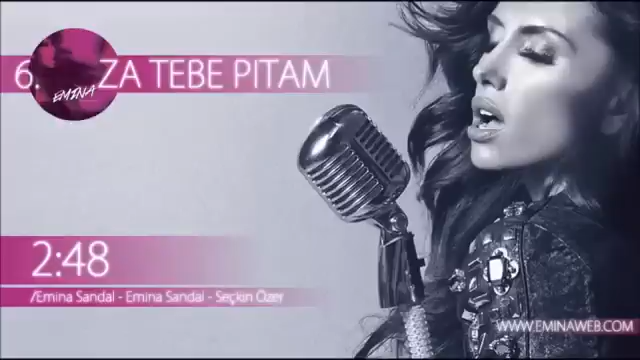 6. ZA TEBE PITAM
EMINA
2:48
/Emina Sandal - Emina Sandal - Seçkin Özer
WWW.EMINAWEB.COM